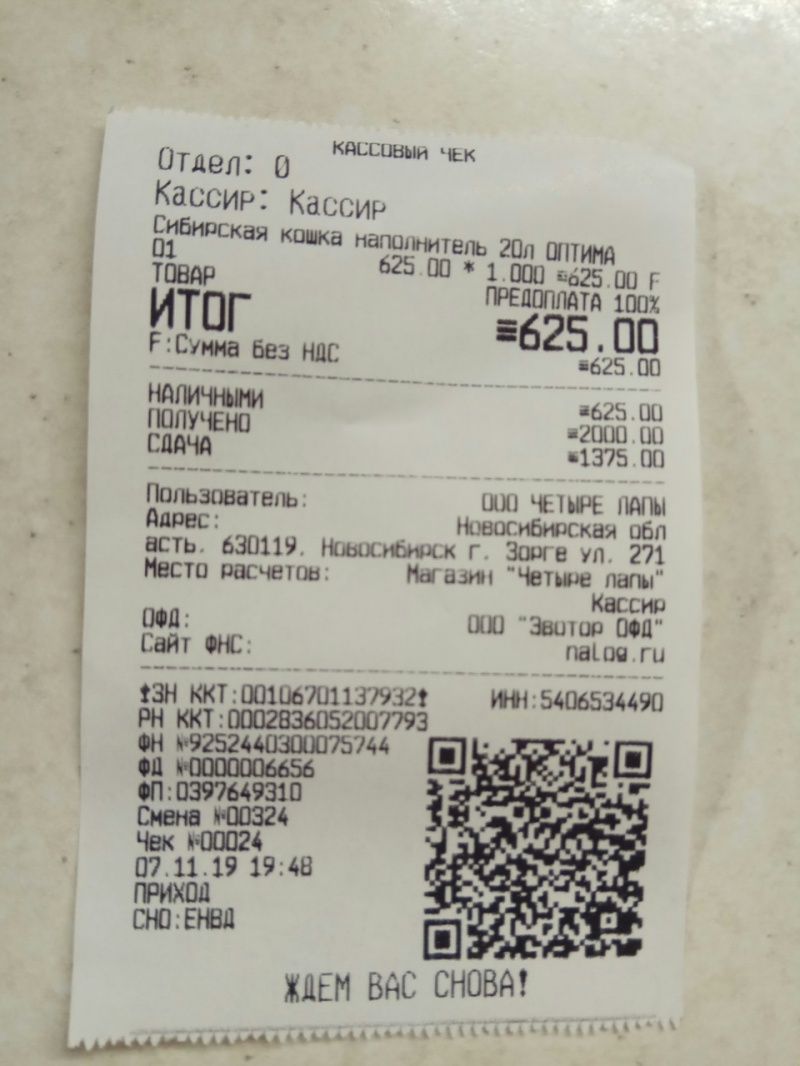 КАССОВЫЙ ЧЕК
Отдел: 0
Кассир: Кассир
Сибирская кошка наполнитель 20л ОПТИМА
01 625.00 * 1.000 ≡625.00 F
ТОВАР ПРЕДОПЛАТА 100%
ИТОГ ≡625.00
F:Сумма без НДС ≡625.00
НАЛИЧНЫМИ ≡625.00
ПОЛУЧЕНО ≡2000.00
СДАЧА ≡1375.00
Пользователь: ООО ЧЕТЫРЕ ЛАПЫ
Адрес: Новосибирская обл
асть, 630119, Новосибирск г. Зорге ул. 271
Место расчетов: Магазин "Четыре лапы"
Кассир
ОФД: ООО "Эвотор ОФД"
Сайт ФНС: nalog.ru
ЗН ККТ:00106701137932 ИНН:5406534490
РН ККТ:0002836052007793
ФН №9252440300075744
ФД №0000006656
ФП:0397649310
Смена №00324
Чек №00024
07.11.19 19:48
ПРИХОД
СНО:ЕНВД
ЖДЕМ ВАС СНОВА!